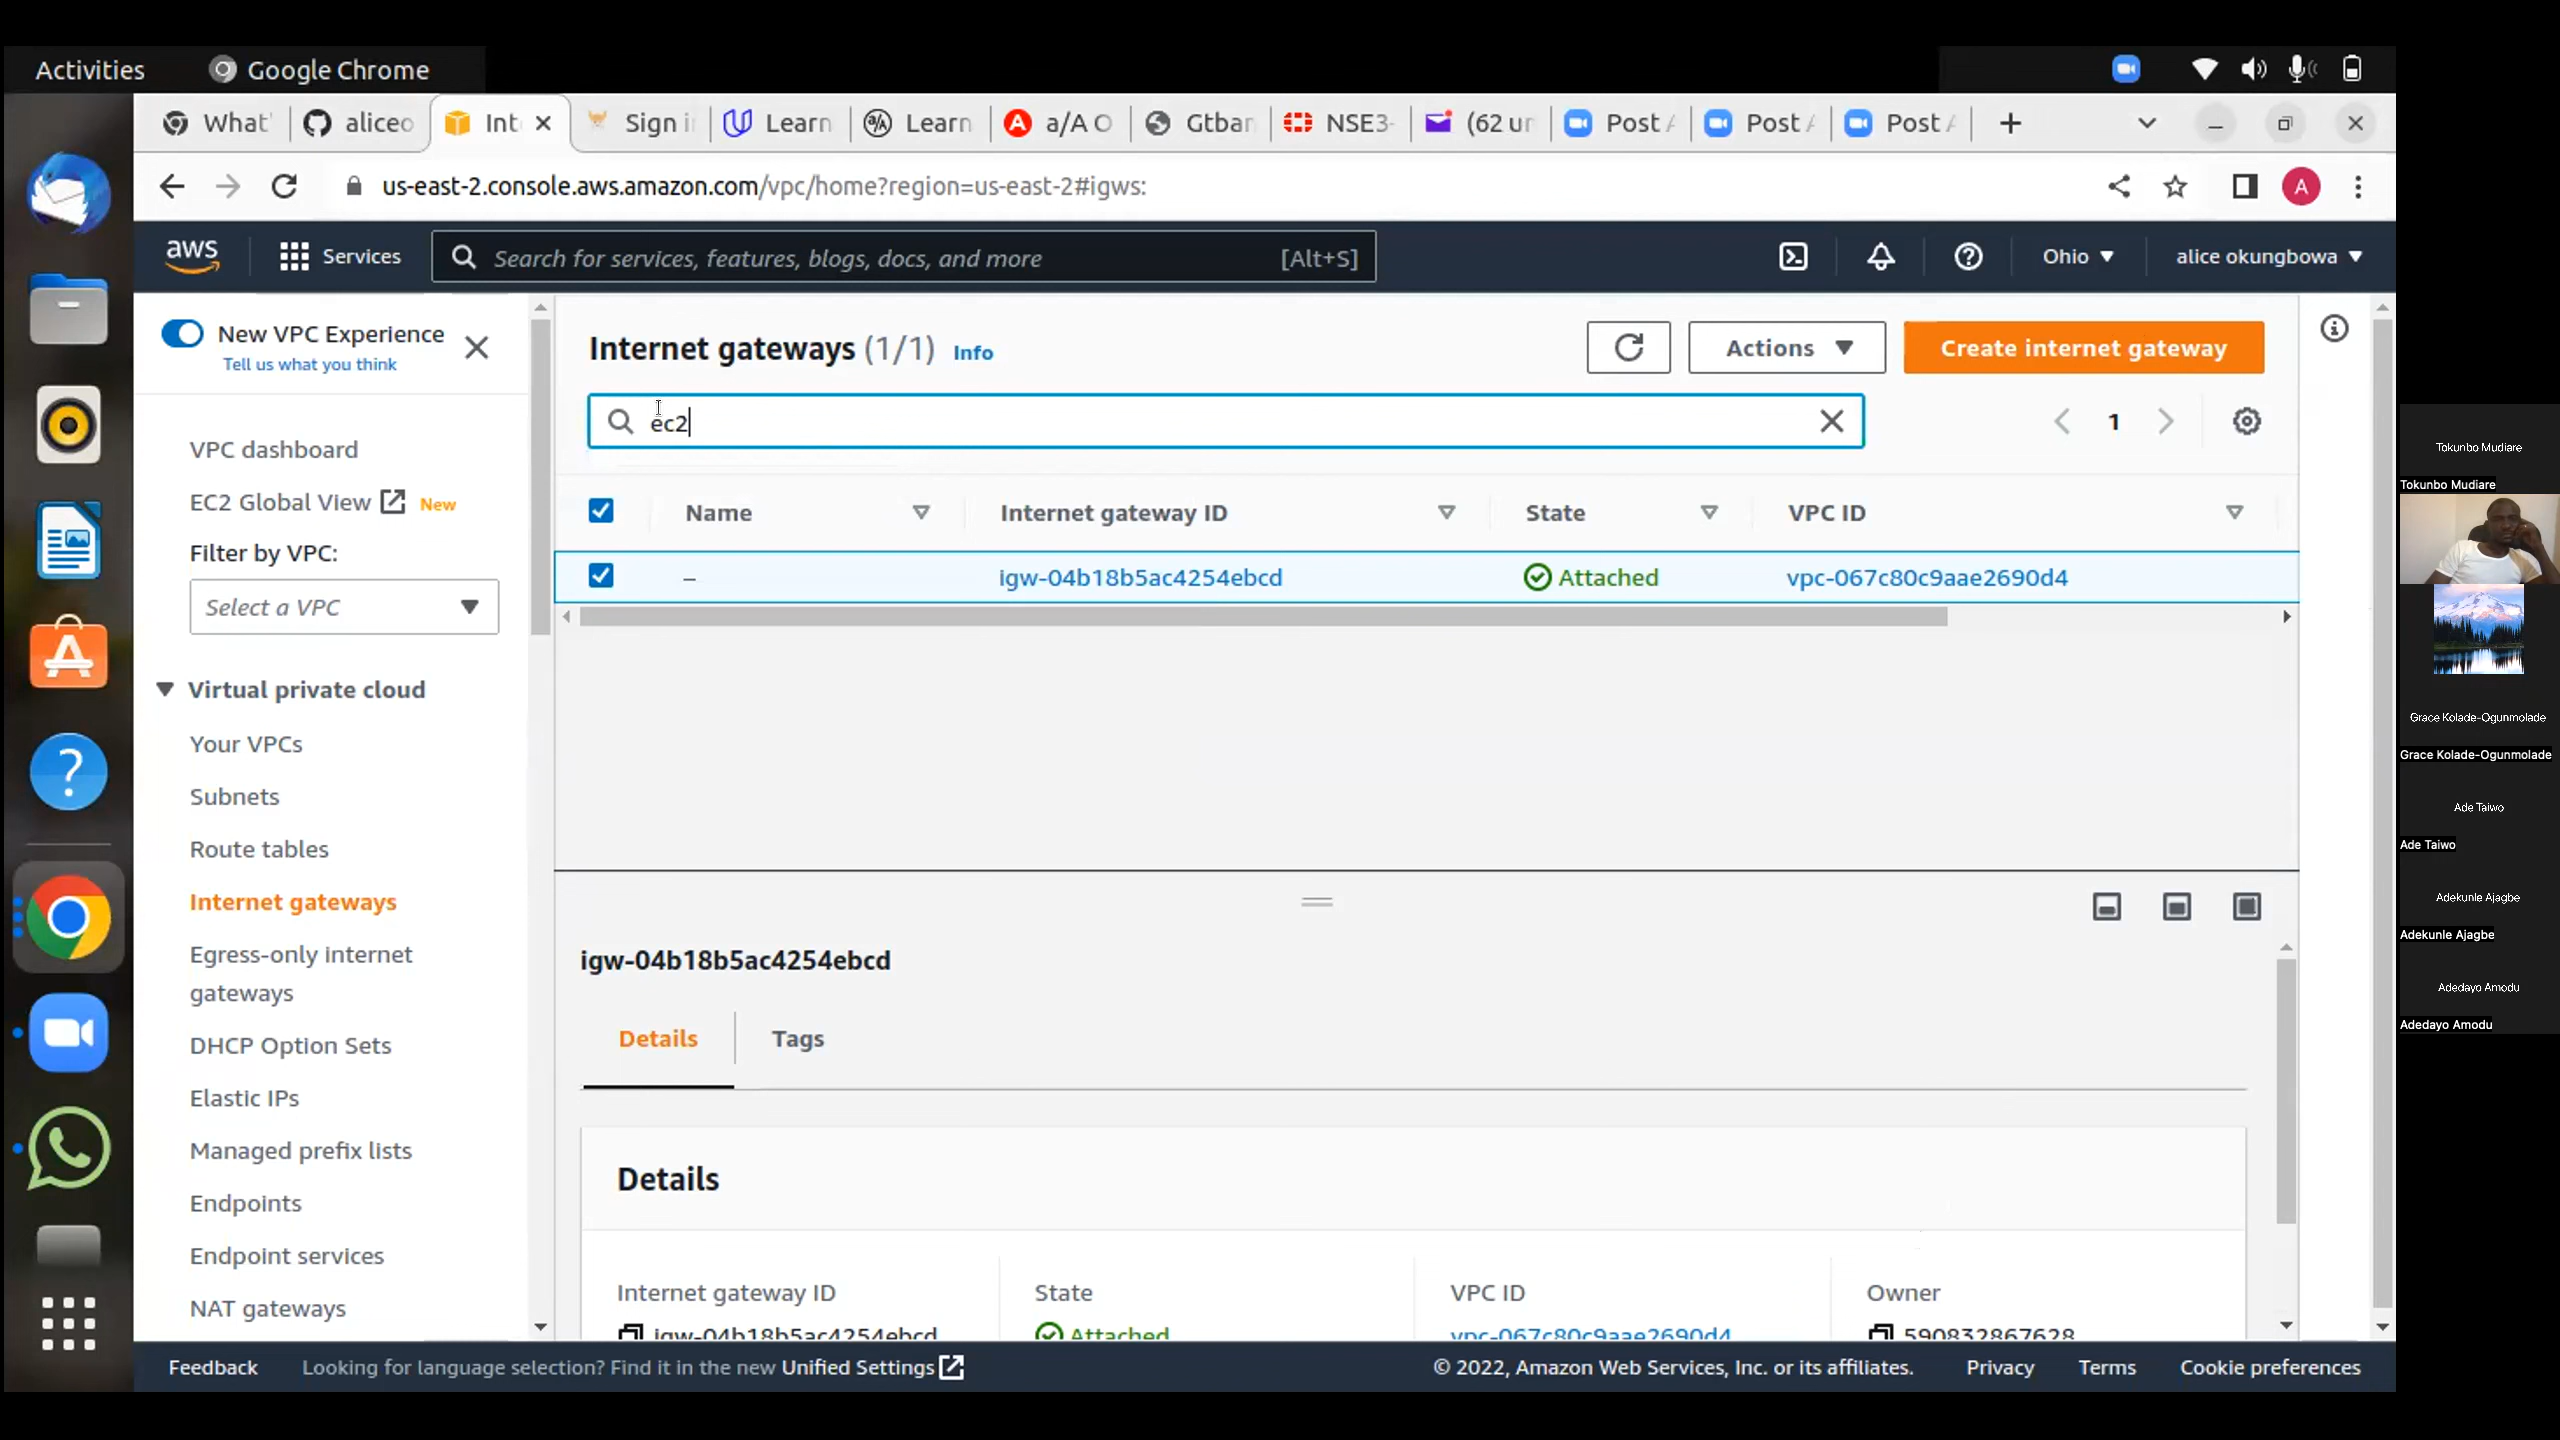 Activities
Google Chrome
What'
aliceo
Int
Sign i
Learn
Learn
a/A O
Gtbar
NSE3-
(62 un
Post A
Post A
Post A
us-east-2.console.aws.amazon.com/vpc/home?region=us-east-2#igws:
A
aws
Services
Search for services, features, blogs, docs, and more
[Alt+S]
Ohio
alice okungbowa
New VPC Experience
Tell us what you think
VPC dashboard
EC2 Global View New
Filter by VPC:
Select a VPC
Virtual private cloud
Your VPCs
Subnets
Route tables
Internet gateways
Egress-only internet
gateways
DHCP Option Sets
Elastic IPs
Managed prefix lists
Endpoints
Endpoint services
NAT gateways
Internet gateways (1/1) Info
Actions
Create internet gateway
ec2
1
Name
Internet gateway ID
State
VPC ID
–
igw-04b18b5ac4254ebcd
Attached
vpc-067c80c9aae2690d4
igw-04b18b5ac4254ebcd
Details
Tags
Details
Internet gateway ID
State
VPC ID
Owner
igw-04b18b5ac4254ebcd
Attached
vpc-067c80c9aae2690d4
590832867628
Feedback
Looking for language selection? Find it in the new Unified Settings
© 2022, Amazon Web Services, Inc. or its affiliates.
Privacy
Terms
Cookie preferences
Tokunbo Mudiare
Tokunbo Mudiare
Grace Kolade-Ogunmolade
Grace Kolade-Ogunmolade
Ade Taiwo
Ade Taiwo
Adekunle Ajagbe
Adekunle Ajagbe
Adedayo Amodu
Adedayo Amodu